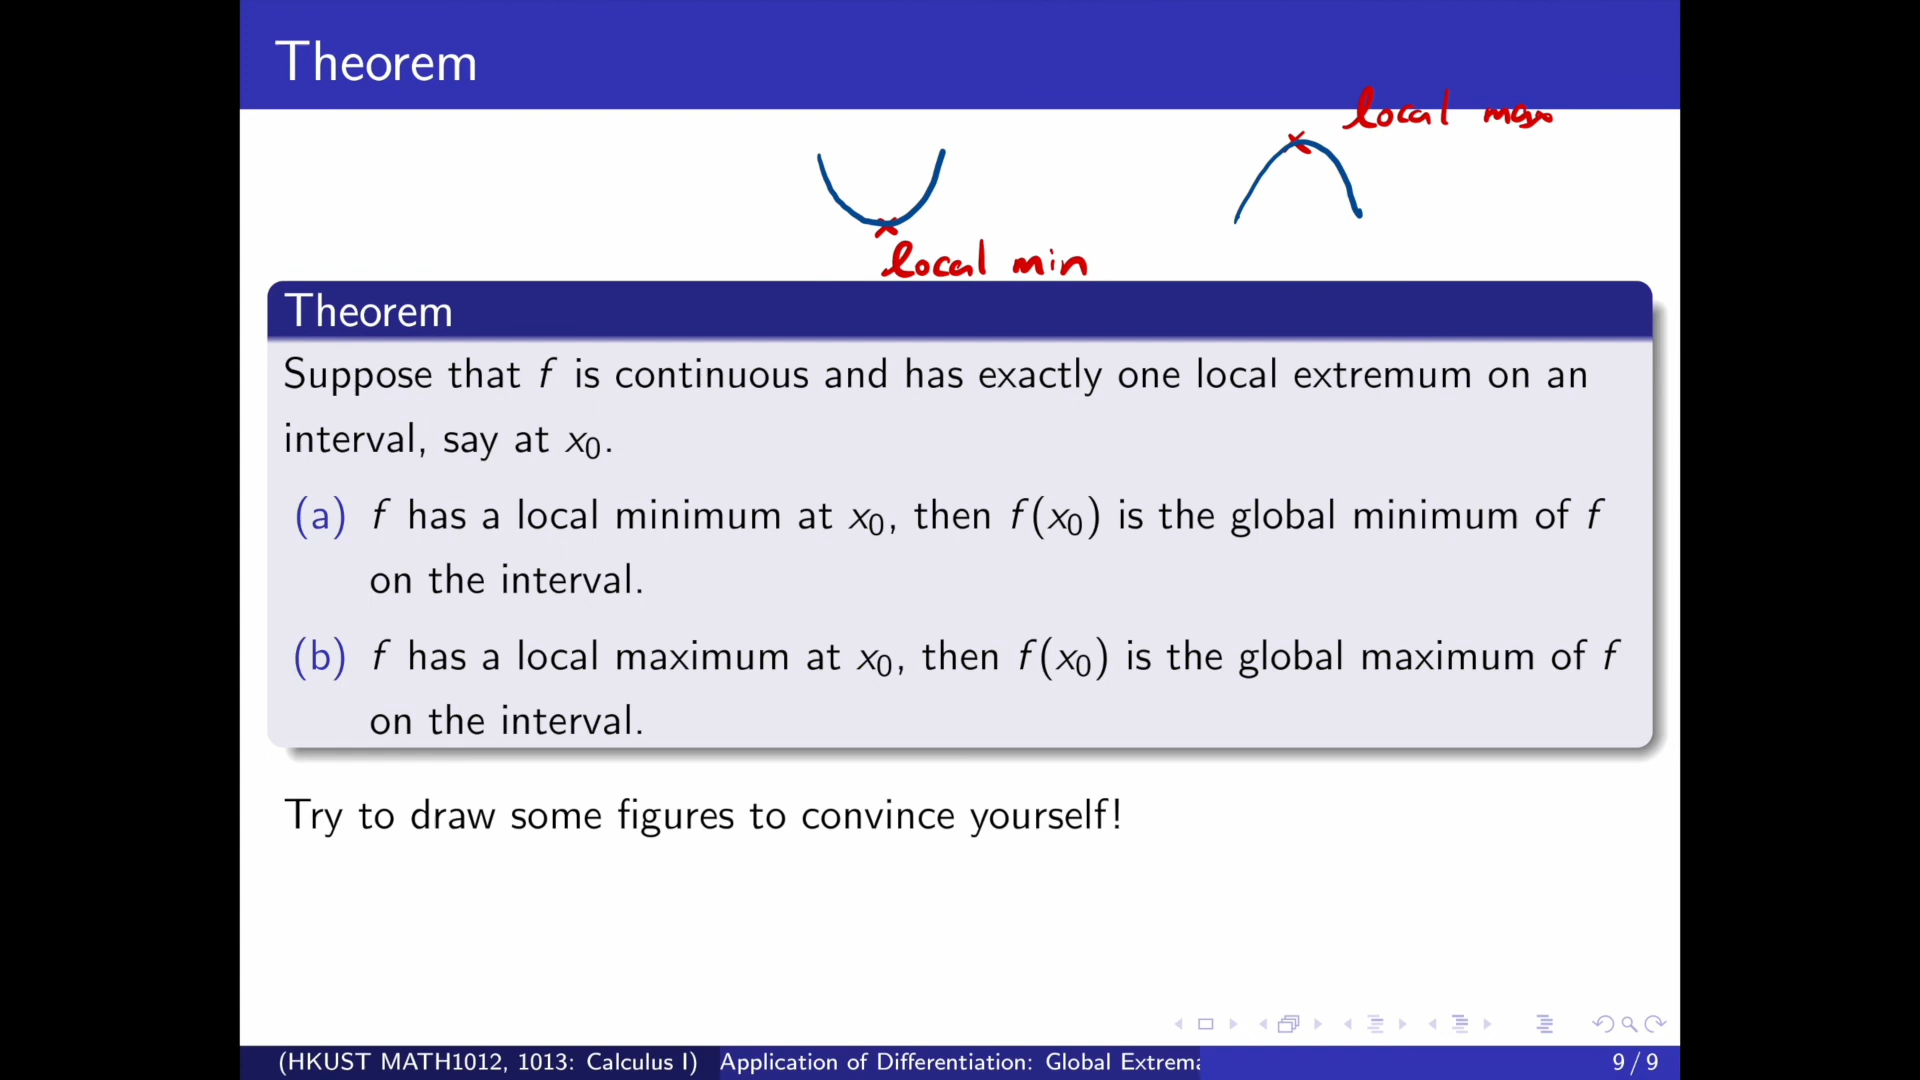 Theorem
local max
local min
Theorem
Suppose that f is continuous and has exactly one local extremum on an
interval, say at x₀.
(a) f has a local minimum at x₀, then f(x₀) is the global minimum of f
on the interval.
(b) f has a local maximum at x₀, then f(x₀) is the global maximum of f
on the interval.
Try to draw some figures to convince yourself!
(HKUST MATH1012, 1013: Calculus I) Application of Differentiation: Global Extrema 9 / 9